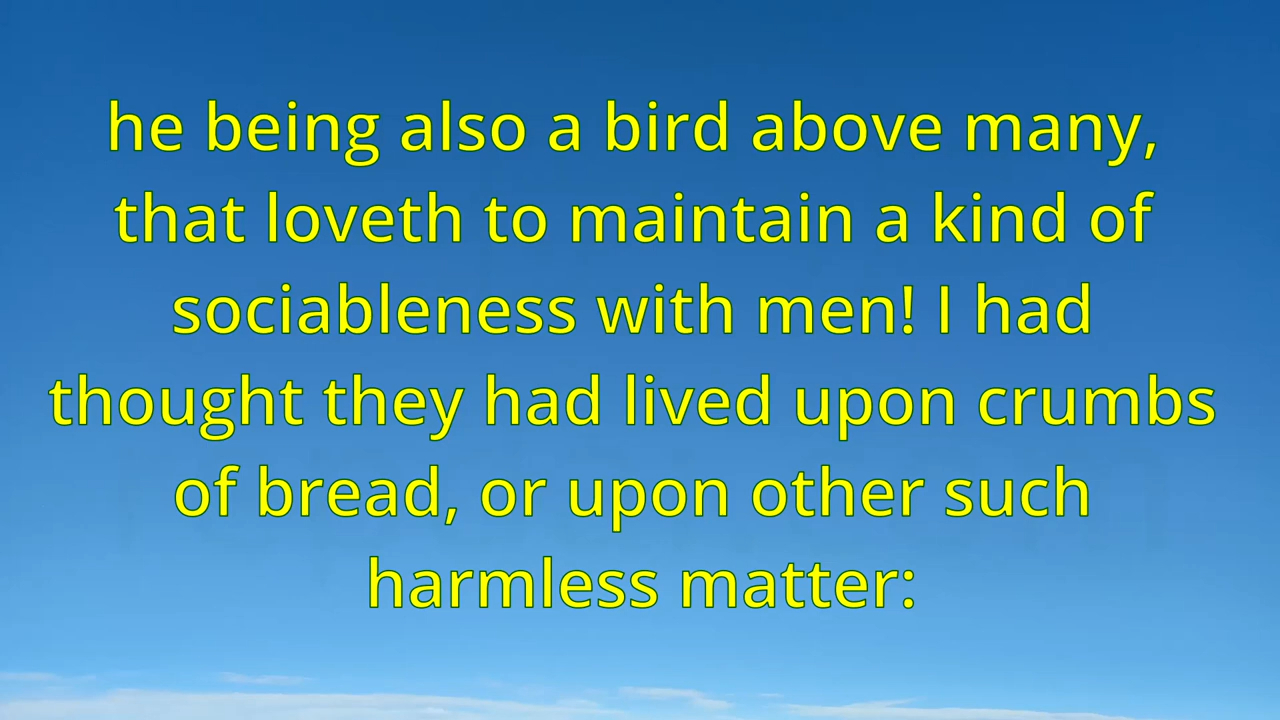 he being also a bird above many,
that loveth to maintain a kind of
sociableness with men! I had
thought they had lived upon crumbs
of bread, or upon other such
harmless matter: